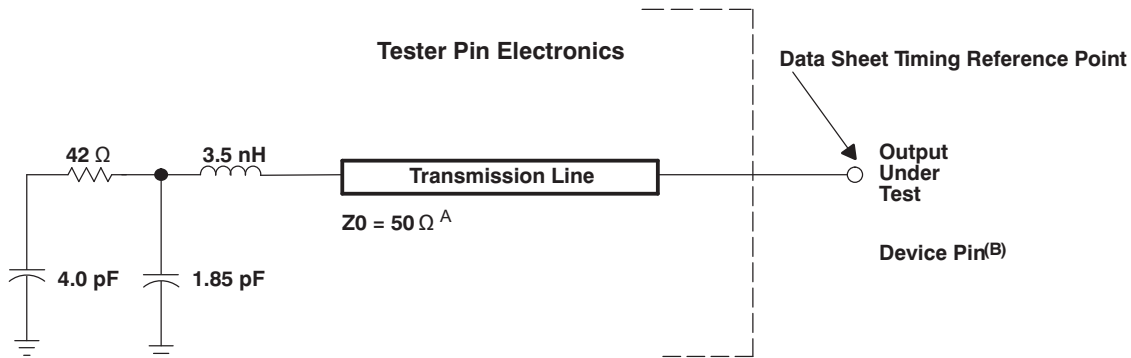 Tester Pin Electronics
Data Sheet Timing Reference Point
42 Ω
3.5 nH
Transmission Line
Output
Under
Test
Z0 = 50 Ω A
Device Pin(B)
4.0 pF
1.85 pF